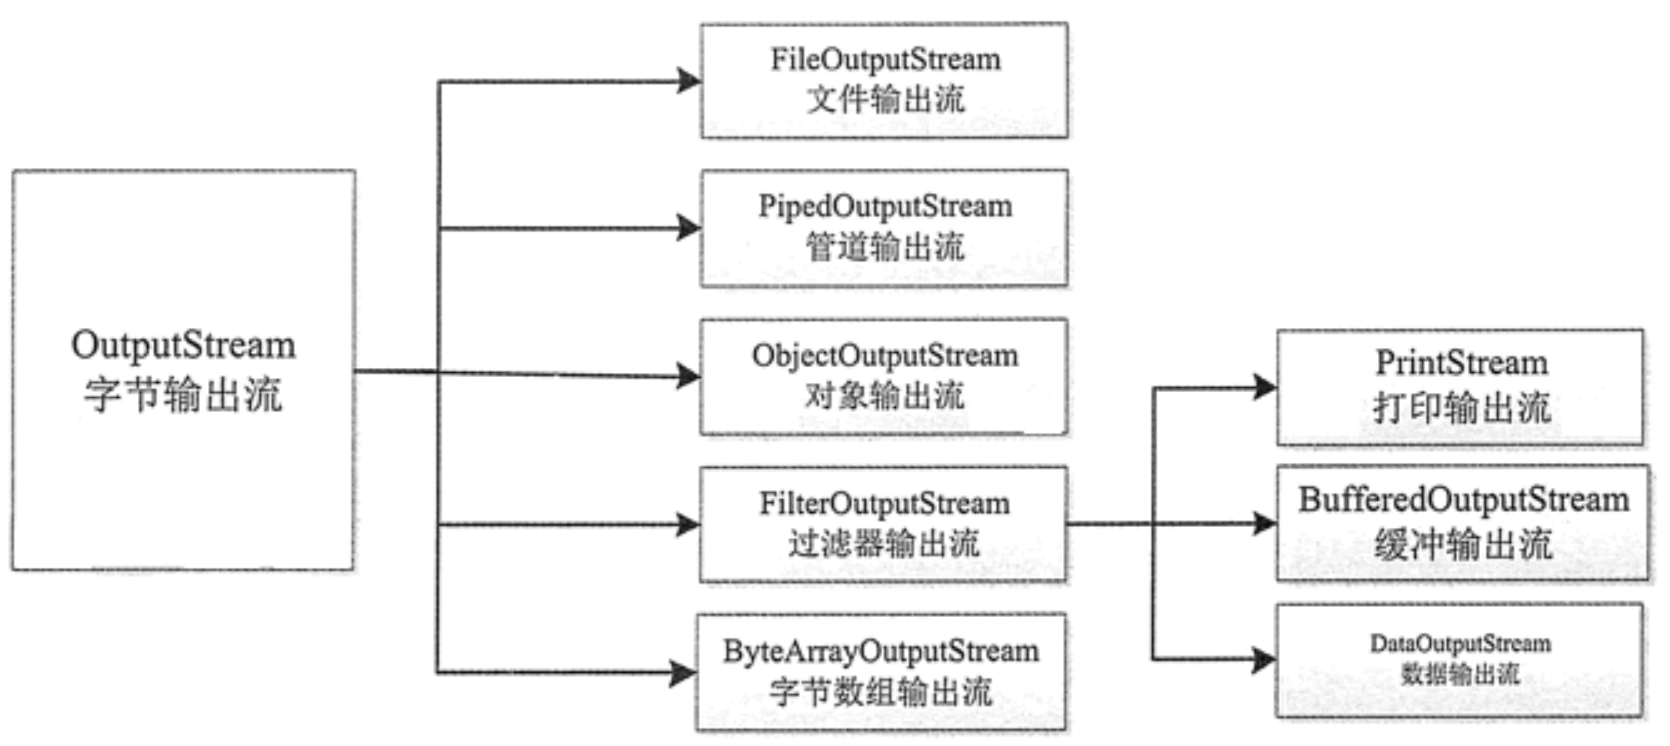 OutputStream
字节输出流
FileOutputStream
文件输出流
PipedOutputStream
管道输出流
ObjectOutputStream
对象输出流
FilterOutputStream
过滤器输出流
ByteArrayOutputStream
字节数组输出流
PrintStream
打印输出流
BufferedOutputStream
缓冲输出流
DataOutputStream
数据输出流